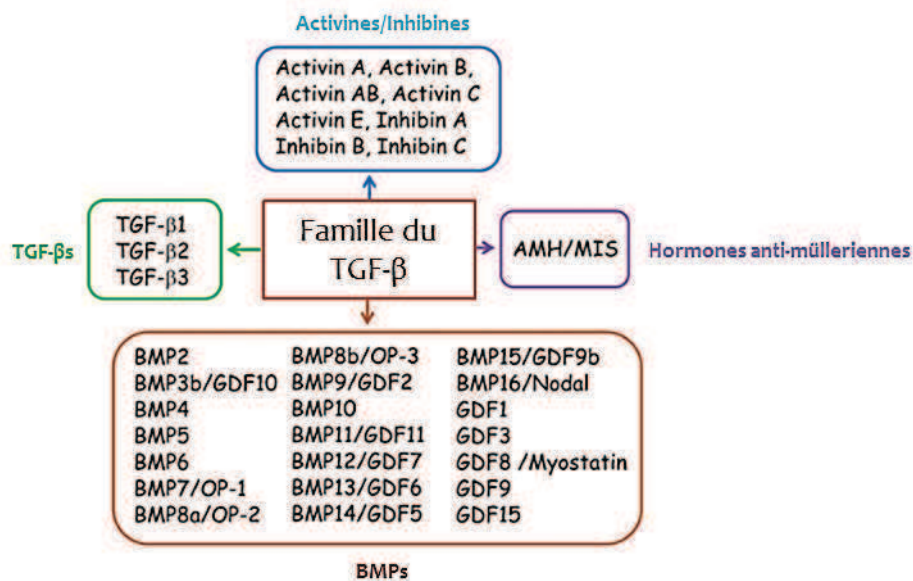 Activines/Inhibines
Activin A, Activin B,
Activin AB, Activin C
Activin E, Inhibin A
Inhibin B, Inhibin C
TGF-βs
TGF-β1
TGF-β2
TGF-β3
Famille du
TGF-β
AMH/MIS
Hormones anti-mülleriennes
BMP2
BMP3b/GDF10
BMP4
BMP5
BMP6
BMP7/OP-1
BMP8a/OP-2
BMP8b/OP-3
BMP9/GDF2
BMP10
BMP11/GDF11
BMP12/GDF7
BMP13/GDF6
BMP14/GDF5
BMP15/GDF9b
BMP16/Nodal
GDF1
GDF3
GDF8 /Myostatin
GDF9
GDF15
BMPs